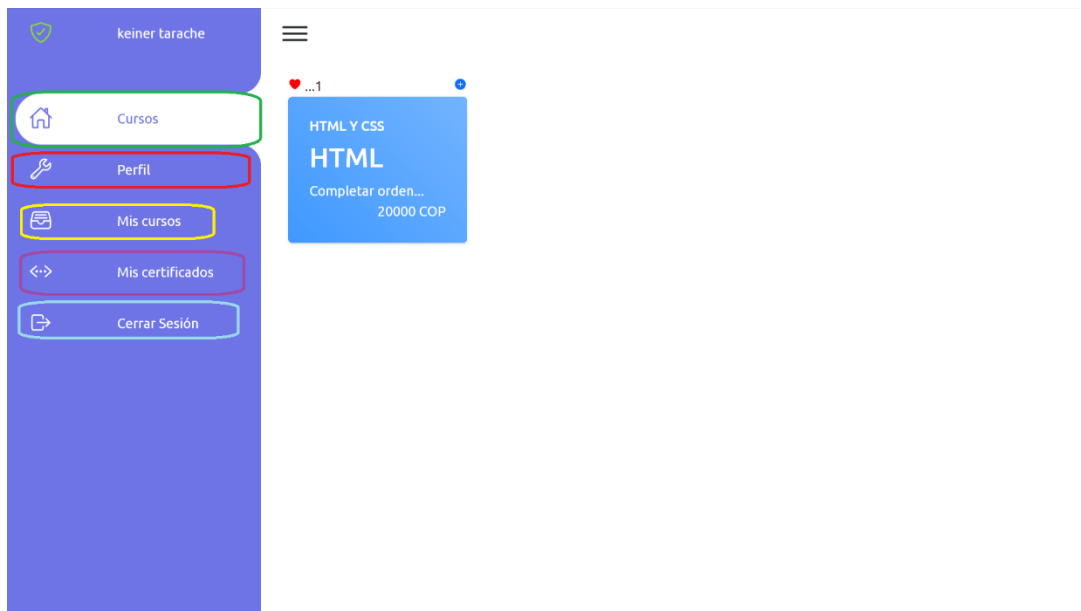 keiner tarache
Cursos
Perfil
Mis cursos
Mis certificados
Cerrar Sesión
...1
HTML Y CSS
HTML
Completar orden...
20000 COP